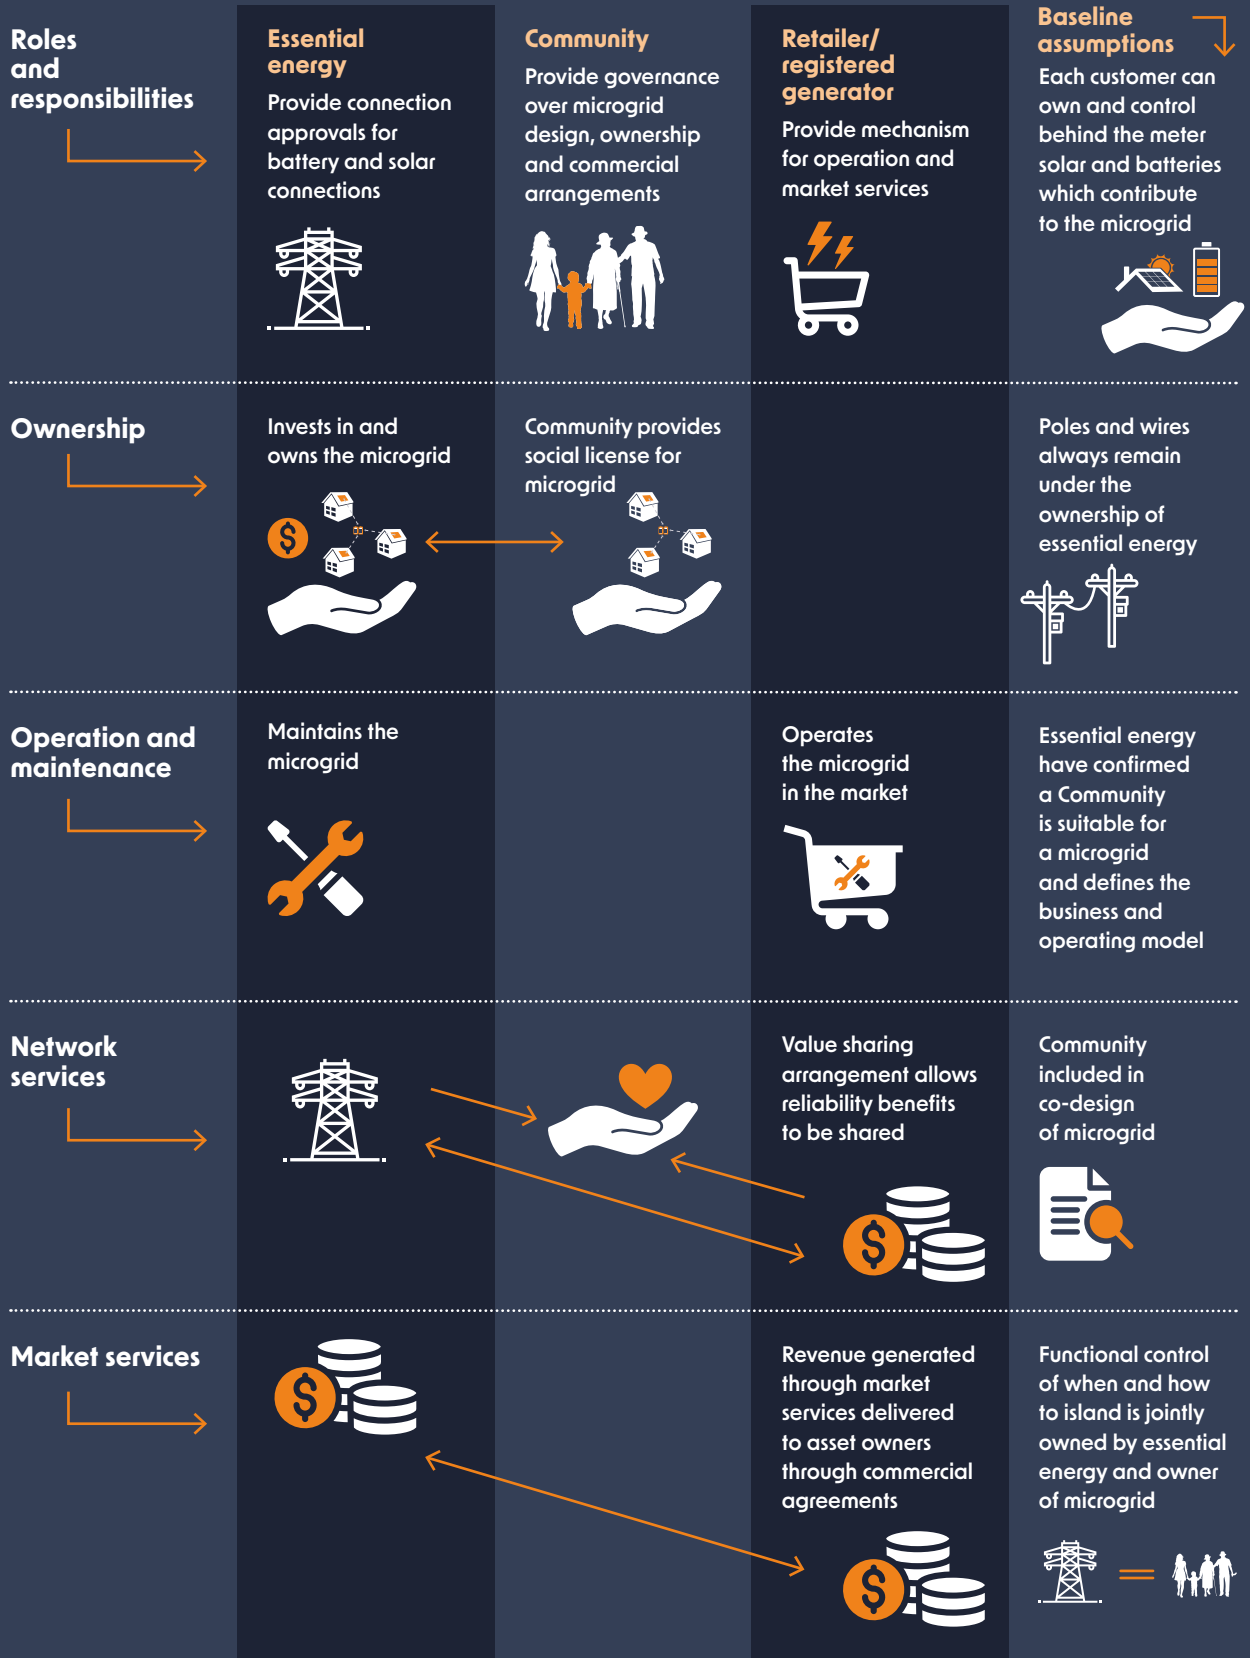 Roles
and
responsibilities
Essential
energy
Provide connection
approvals for
battery and solar
connections
Community
Provide governance
over microgrid
design, ownership
and commercial
arrangements
Retailer/
registered
generator
Provide mechanism
for operation and
market services
Baseline
assumptions
Each customer can
own and control
behind the meter
solar and batteries
which contribute
to the microgrid
Ownership
Invests in and
owns the microgrid
$
Community provides
social license for
microgrid
Poles and wires
always remain
under the
ownership of
essential energy
Operation and
maintenance
Maintains the
microgrid
Operates
the microgrid
in the market
Essential energy
have confirmed
a Community
is suitable for
a microgrid
and defines the
business and
operating model
Network
services
Value sharing
arrangement allows
reliability benefits
to be shared
$
Community
included in
co-design
of microgrid
Market services
$
Revenue generated
through market
services delivered
to asset owners
through commercial
agreements
$
Functional control
of when and how
to island is jointly
owned by essential
energy and owner
of microgrid
=